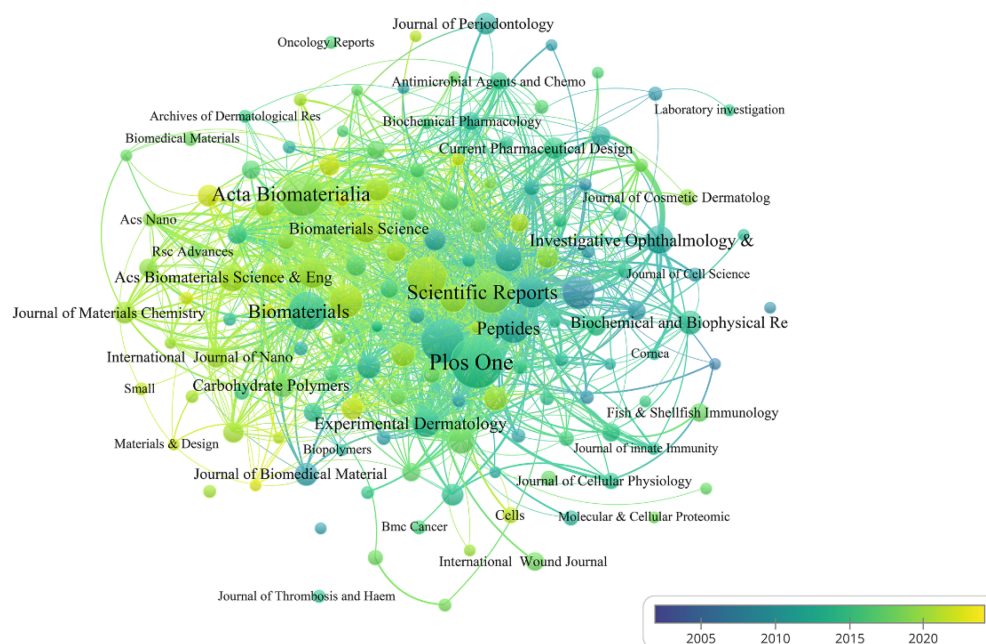 Journal of Periodontology
Oncology Reports
Antimicrobial Agents and Chemo
Laboratory investigation
Archives of Dermatological Res
Biochemical Pharmacology
Biomedical Materials
Current Pharmaceutical Design
Acta Biomaterialia
Journal of Cosmetic Dermatolog
Acs Nano
Biomaterials Science
Investigative Ophthalmology &
Rsc Advances
Acs Biomaterials Science & Eng
Journal of Cell Science
Scientific Reports
Journal of Materials Chemistry
Biomaterials
Peptides
Biochemical and Biophysical Re
International Journal of Nano
Plos One
Cornea
Small
Carbohydrate Polymers
Experimental Dermatology
Fish & Shellfish Immunology
Materials & Design
Biopolymers
Journal of innate Immunity
Journal of Biomedical Material
Journal of Cellular Physiology
Cells
Molecular & Cellular Proteomic
Bmc Cancer
International Wound Journal
Journal of Thrombosis and Haem
2005 2010 2015 2020